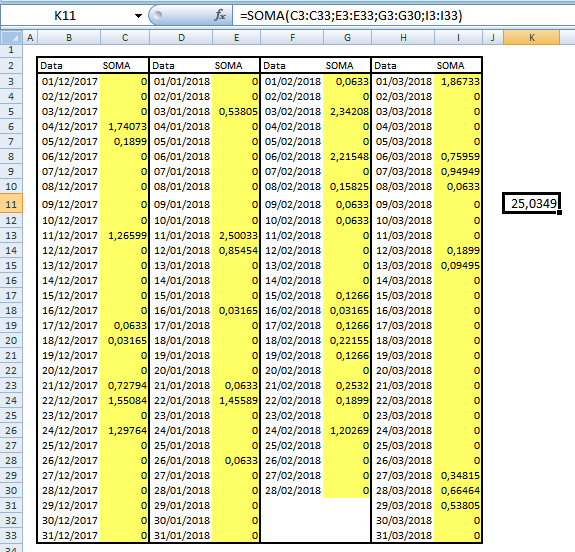 K11 fx =SOMA(C3:C33;E3:E33;G3:G30;I3:I33)
A B C D E F G H I J K
1
2 Data SOMA Data SOMA Data SOMA Data SOMA
3 01/12/2017 0 01/01/2018 0 01/02/2018 0,0633 01/03/2018 1,86733
4 02/12/2017 0 02/01/2018 0 02/02/2018 0 02/03/2018 0
5 03/12/2017 0 03/01/2018 0,53805 03/02/2018 2,34208 03/03/2018 0
6 04/12/2017 1,74073 04/01/2018 0 04/02/2018 0 04/03/2018 0
7 05/12/2017 0,1899 05/01/2018 0 05/02/2018 0 05/03/2018 0
8 06/12/2017 0 06/01/2018 0 06/02/2018 2,21548 06/03/2018 0,75959
9 07/12/2017 0 07/01/2018 0 07/02/2018 0 07/03/2018 0,94949
10 08/12/2017 0 08/01/2018 0 08/02/2018 0,15825 08/03/2018 0,0633
11 09/12/2017 0 09/01/2018 0 09/02/2018 0,0633 09/03/2018 0 25,0349
12 10/12/2017 0 10/01/2018 0 10/02/2018 0,0633 10/03/2018 0
13 11/12/2017 1,26599 11/01/2018 2,50033 11/02/2018 0 11/03/2018 0
14 12/12/2017 0 12/01/2018 0,85454 12/02/2018 0 12/03/2018 0,1899
15 13/12/2017 0 13/01/2018 0 13/02/2018 0 13/03/2018 0,09495
16 14/12/2017 0 14/01/2018 0 14/02/2018 0 14/03/2018 0
17 15/12/2017 0 15/01/2018 0 15/02/2018 0,1266 15/03/2018 0
18 16/12/2017 0 16/01/2018 0,03165 16/02/2018 0,03165 16/03/2018 0
19 17/12/2017 0,0633 17/01/2018 0 17/02/2018 0,1266 17/03/2018 0
20 18/12/2017 0,03165 18/01/2018 0 18/02/2018 0,22155 18/03/2018 0
21 19/12/2017 0 19/01/2018 0 19/02/2018 0,1266 19/03/2018 0
22 20/12/2017 0 20/01/2018 0 20/02/2018 0 20/03/2018 0
23 21/12/2017 0,72794 21/01/2018 0,0633 21/02/2018 0,2532 21/03/2018 0
24 22/12/2017 1,55084 22/01/2018 1,45589 22/02/2018 0,1899 22/03/2018 0
25 23/12/2017 0 23/01/2018 0 23/02/2018 0 23/03/2018 0
26 24/12/2017 1,29764 24/01/2018 0 24/02/2018 1,20269 24/03/2018 0
27 25/12/2017 0 25/01/2018 0 25/02/2018 0 25/03/2018 0
28 26/12/2017 0 26/01/2018 0,0633 26/02/2018 0 26/03/2018 0
29 27/12/2017 0 27/01/2018 0 27/02/2018 0 27/03/2018 0,34815
30 28/12/2017 0 28/01/2018 0 28/02/2018 0 28/03/2018 0,66464
31 29/12/2017 0 29/01/2018 0 29/03/2018 0,53805
32 30/12/2017 0 30/01/2018 0 30/03/2018 0
33 31/12/2017 0 31/01/2018 0 31/03/2018 0